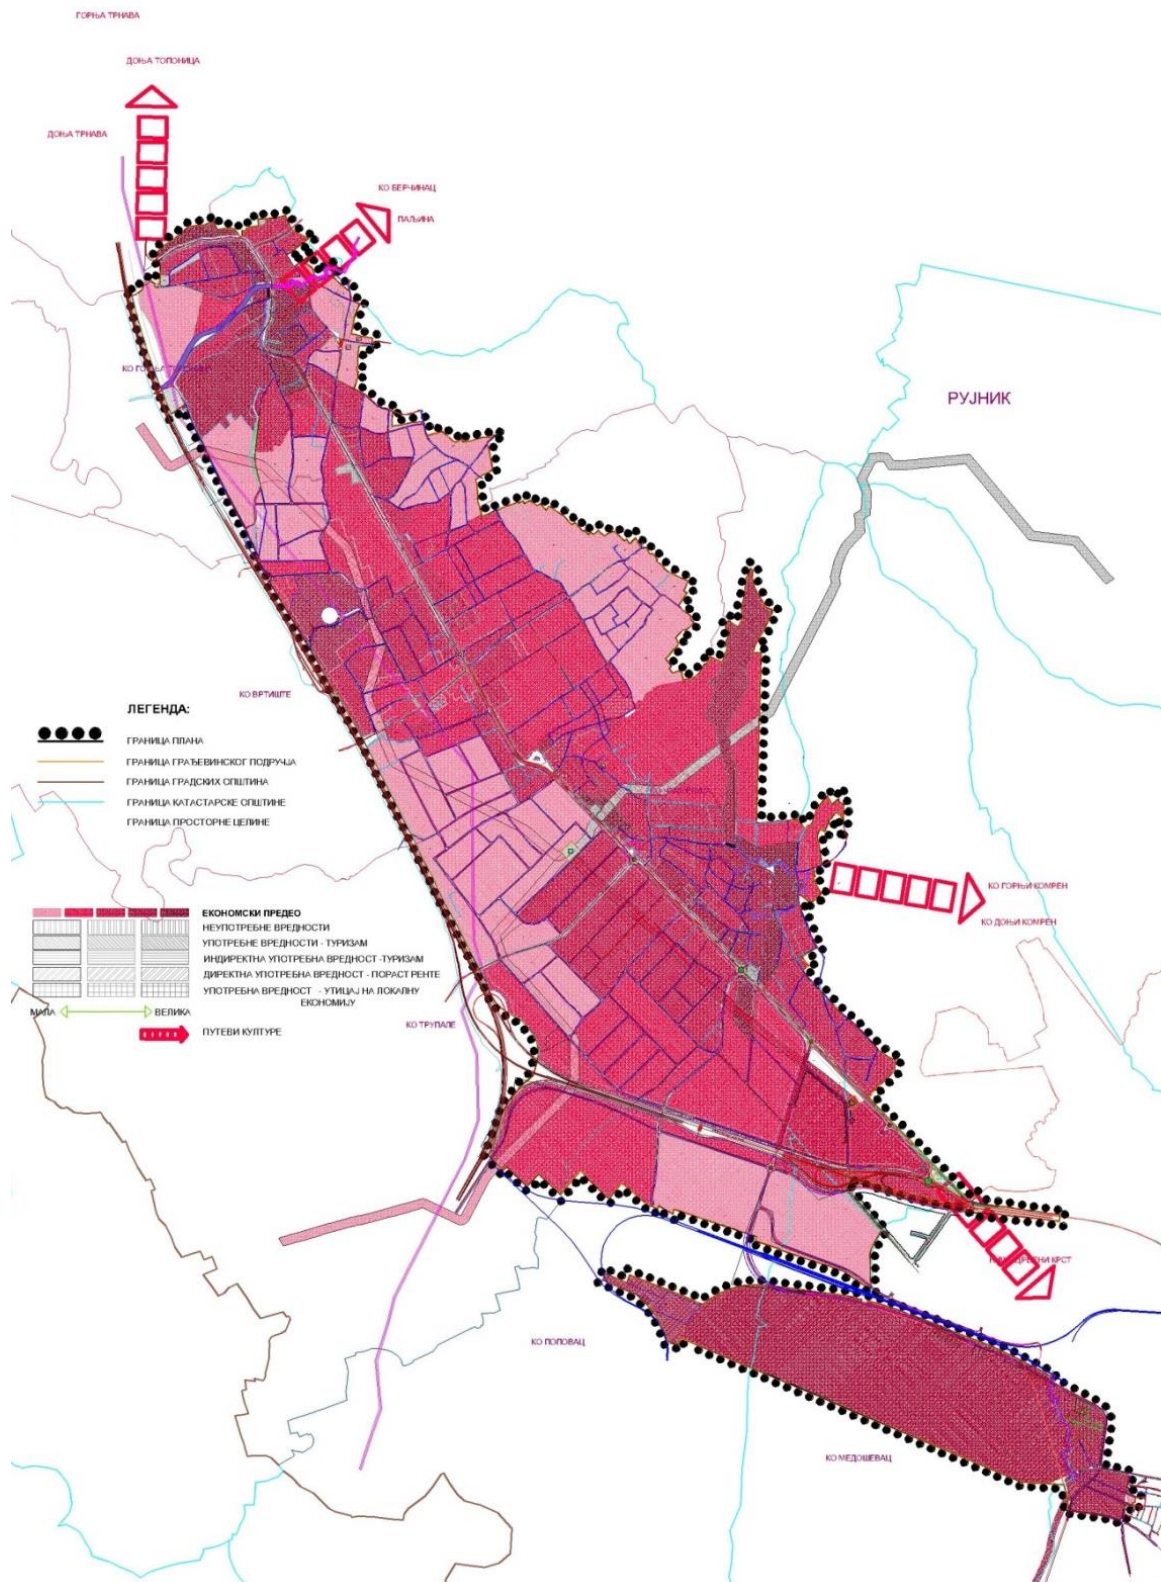 ГОРЊА ТРНАВА
ДОЊА ТОПОНИЦА
ДОЊА ТРНАВА
КО БЕРЧИНАЦ
ПАЉИНА
КО ГОРЊА
РУЈНИК
КО ВРТИШТЕ
ЛЕГЕНДА:
ГРАНИЦА ПЛАНА
ГРАНИЦА ГРАЂЕВИНСКОГ ПОДРУЧЈА
ГРАНИЦА ГРАДСКИХ ОПШТИНА
ГРАНИЦА КАТАСТАРСКЕ ОПШТИНЕ
ГРАНИЦА ПРОСТОРНЕ ЦЕЛИНЕ
ЕКОНОМСКИ ПРЕДЕО
НЕУПОТРЕБНЕ ВРЕДНОСТИ
УПОТРЕБНЕ ВРЕДНОСТИ - ТУРИЗАМ
ИНДИРЕКТНА УПОТРЕБНА ВРЕДНОСТ -ТУРИЗАМ
ДИРЕКТНА УПОТРЕБНА ВРЕДНОСТ - ПОРАСТ РЕНТЕ
УПОТРЕБНА ВРЕДНОСТ - УТИЦАЈ НА ЛОКАЛНУ
ЕКОНОМИЈУ
МАЛА ВЕЛИКА
ПУТЕВИ КУЛТУРЕ
КО ГОРЊИ КОМРЕН
КО ДОЊИ КОМРЕН
КО ТРУПАЛЕ
КРСТ
КО ПОПОВАЦ
КО МЕДОШЕВАЦ